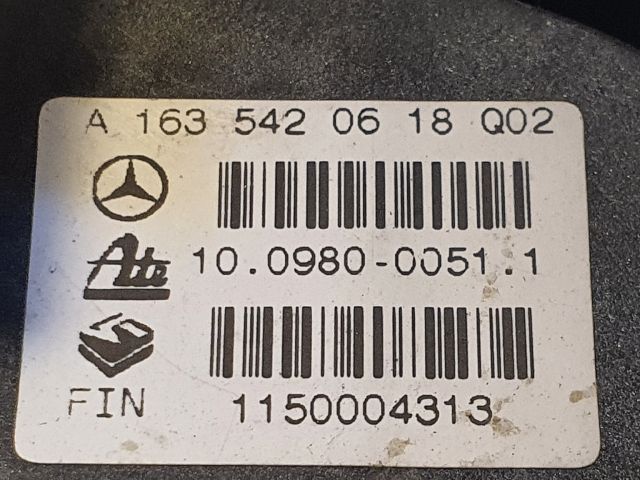 A 163 542 06 18 Q02
Ate 10.0980-0051.1
FIN 1150004313